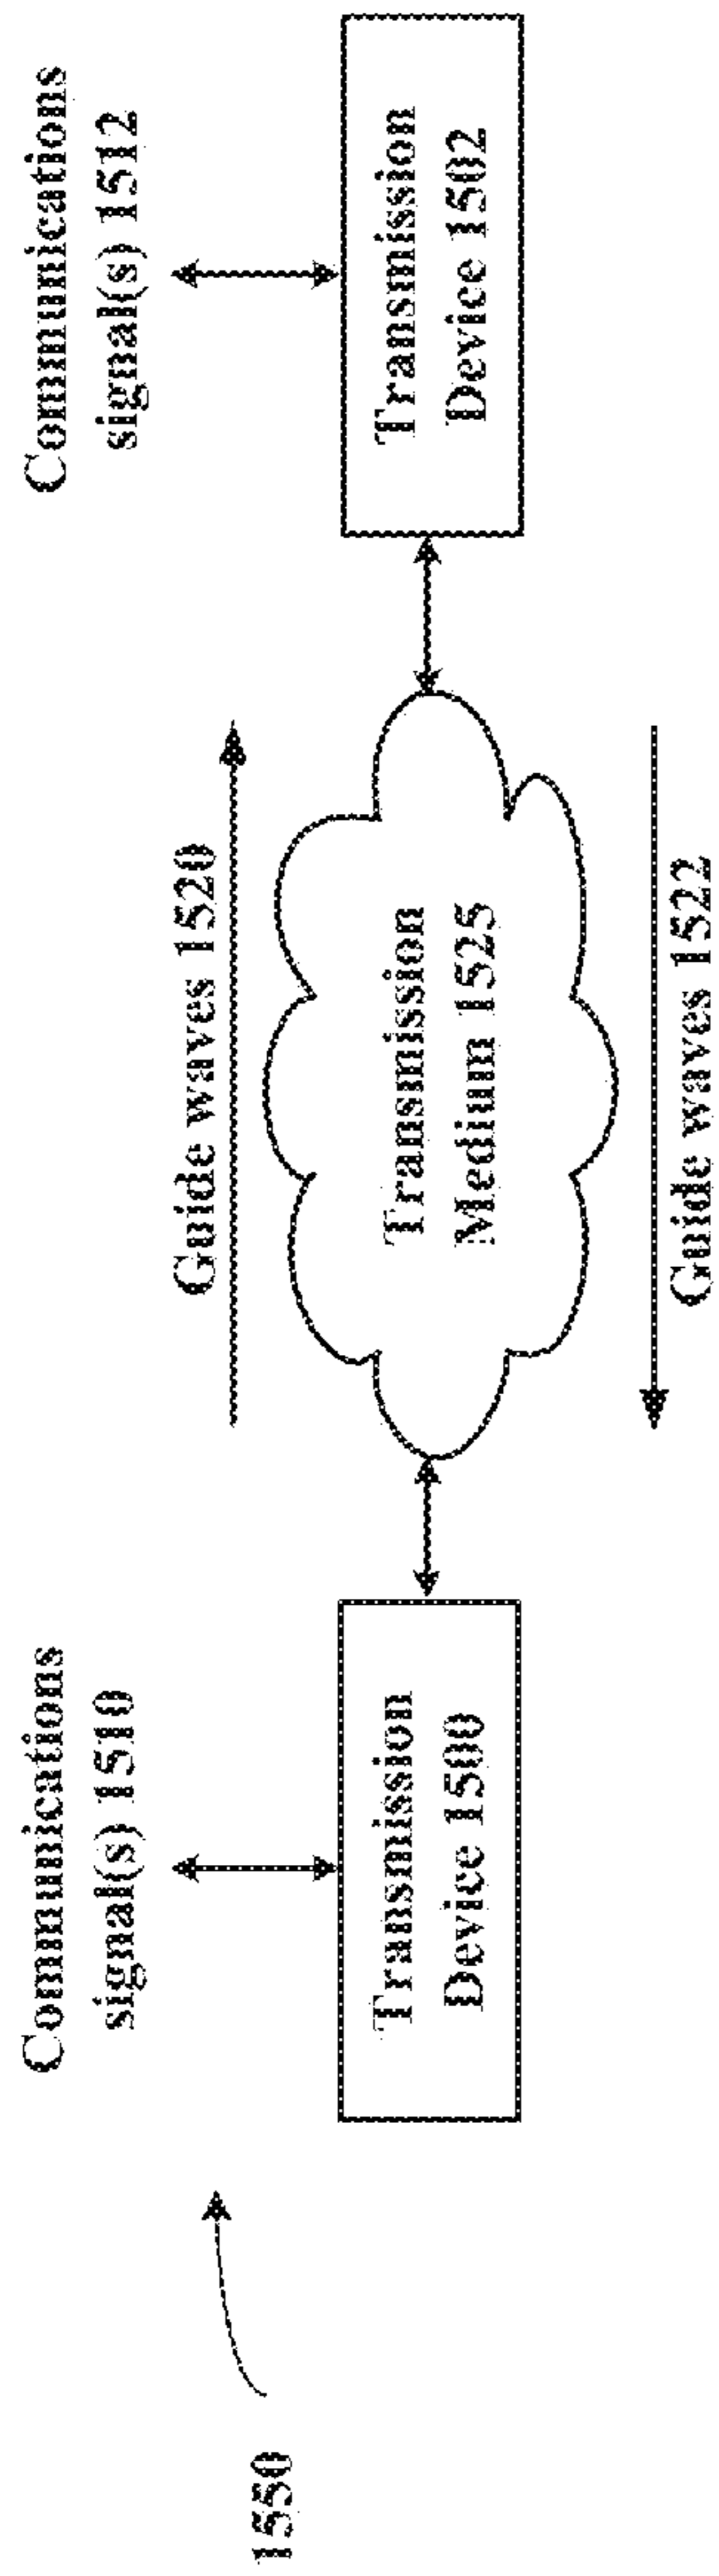 Communications
signal(s) 1510
Communications
signal(s) 1512
Guide waves 1520
Transmission
Device 1500
Transmission
Medium 1525
Transmission
Device 1502
Guide waves 1522
1550